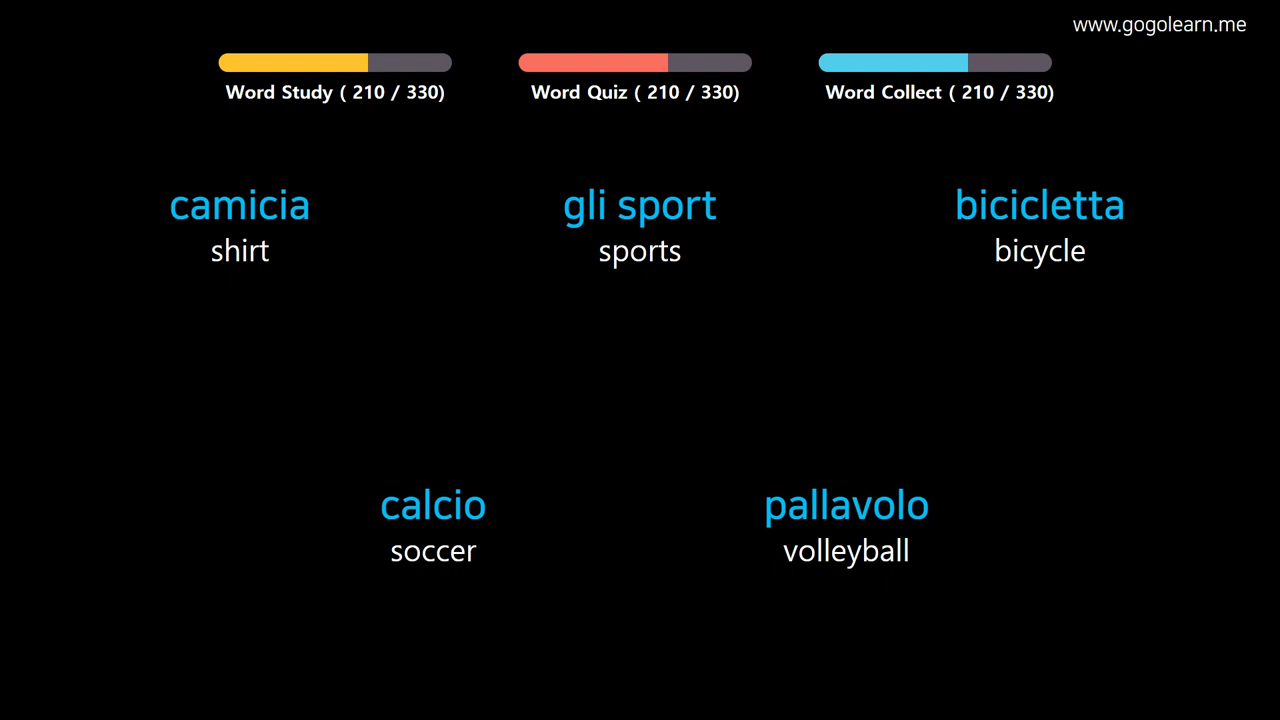 www.gogolearn.me
Word Study ( 210 / 330)
Word Quiz ( 210 / 330)
Word Collect ( 210 / 330)
camicia
shirt
gli sport
sports
bicicletta
bicycle
calcio
soccer
pallavolo
volleyball